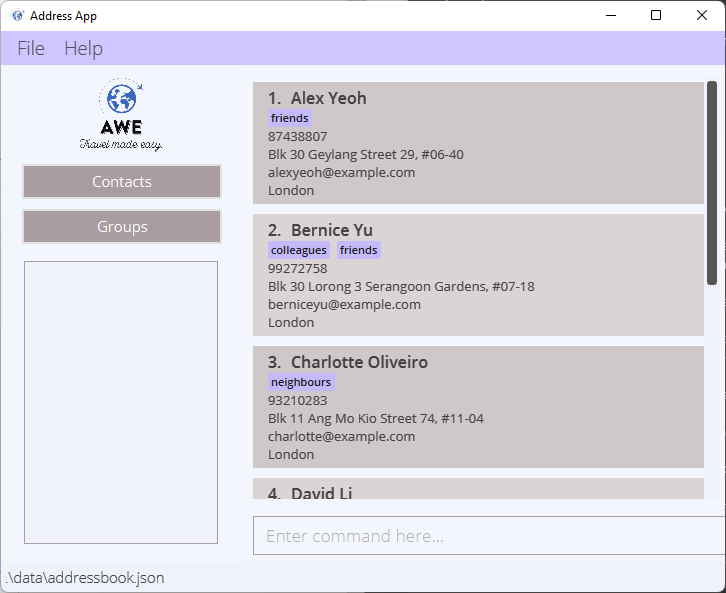 Address App
File Help
AWE
Travel made easy.
Contacts
Groups
1. Alex Yeoh
friends
87438807
Blk 30 Geylang Street 29, #06-40
alexyeoh@example.com
London
2. Bernice Yu
colleagues friends
99272758
Blk 30 Lorong 3 Serangoon Gardens, #07-18
berniceyu@example.com
London
3. Charlotte Oliveiro
neighbours
93210283
Blk 11 Ang Mo Kio Street 74, #11-04
charlotte@example.com
London
4. David Li
Enter command here...
.\data\addressbook.json